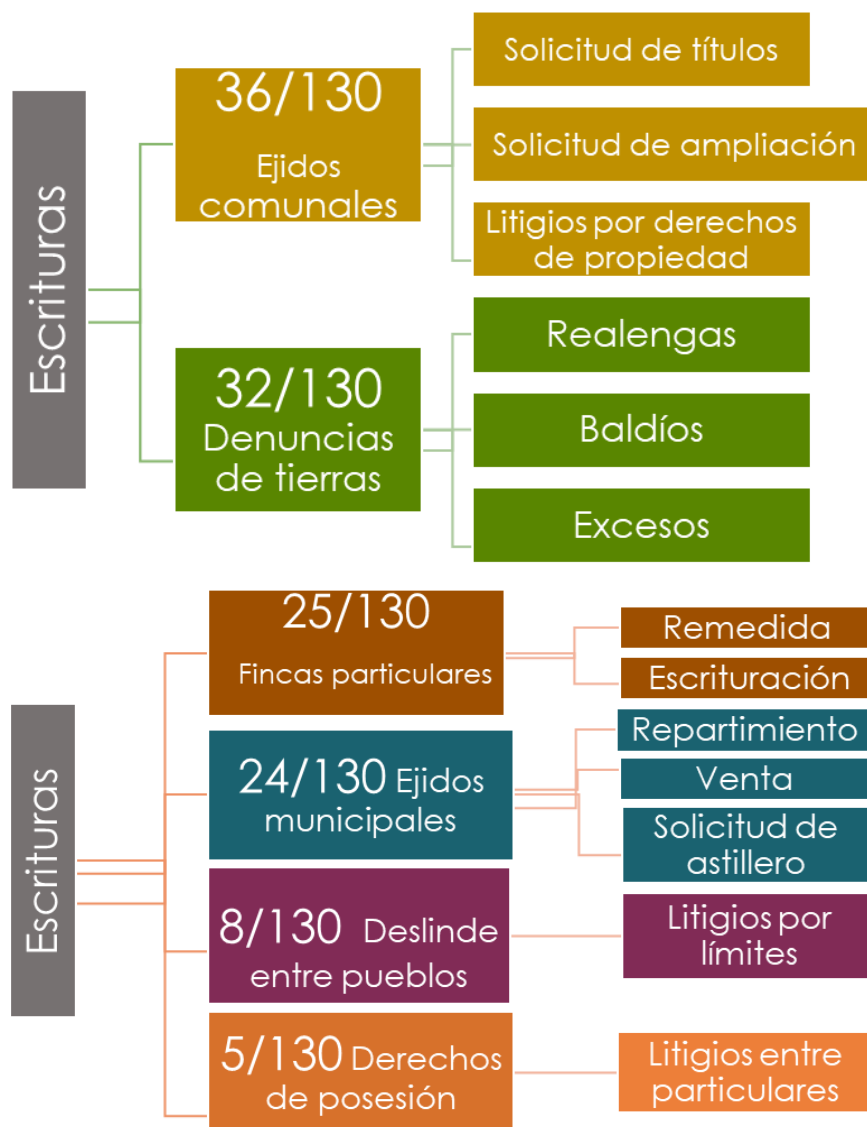 Escrituras
36/130
Ejidos
comunales
Solicitud de títulos
Solicitud de ampliación
Litigios por derechos
de propiedad
32/130
Denuncias
de tierras
Realengas
Baldíos
Excesos
Escrituras
25/130
Fincas particulares
Remedida
Escrituración
24/130 Ejidos
municipales
Repartimiento
Venta
Solicitud de
astillero
8/130 Deslinde
entre pueblos
Litigios por
límites
5/130 Derechos
de posesión
Litigios entre
particulares